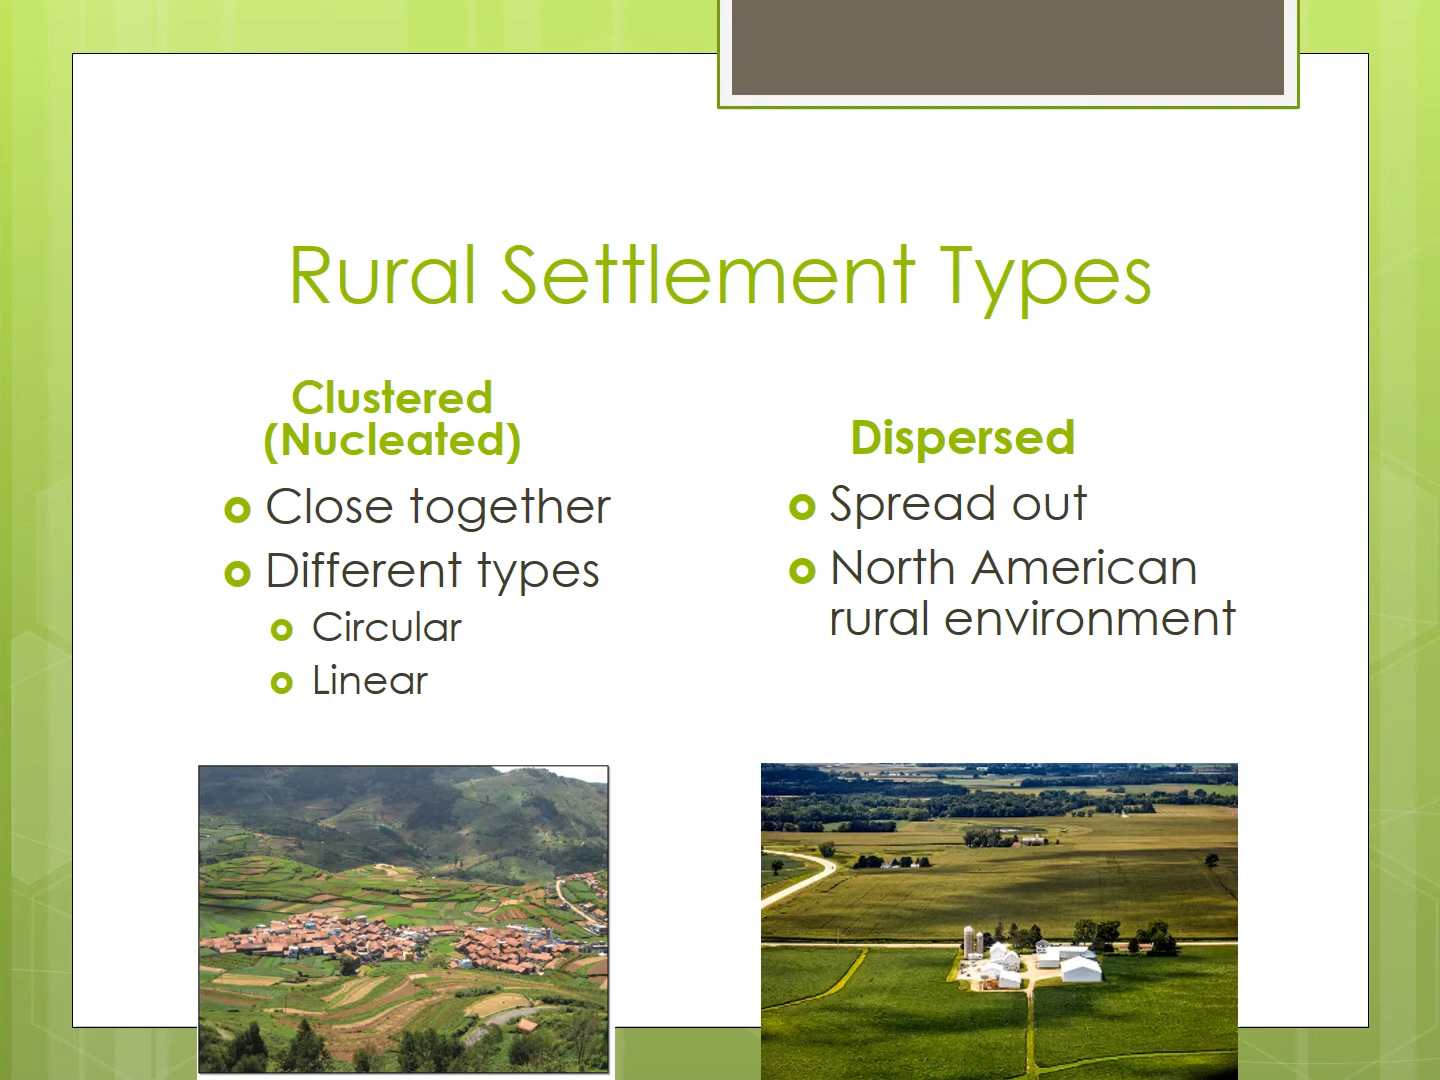 Rural Settlement Types
Clustered
(Nucleated)
Close together
Different types
Circular
Linear
Dispersed
Spread out
North American
rural environment